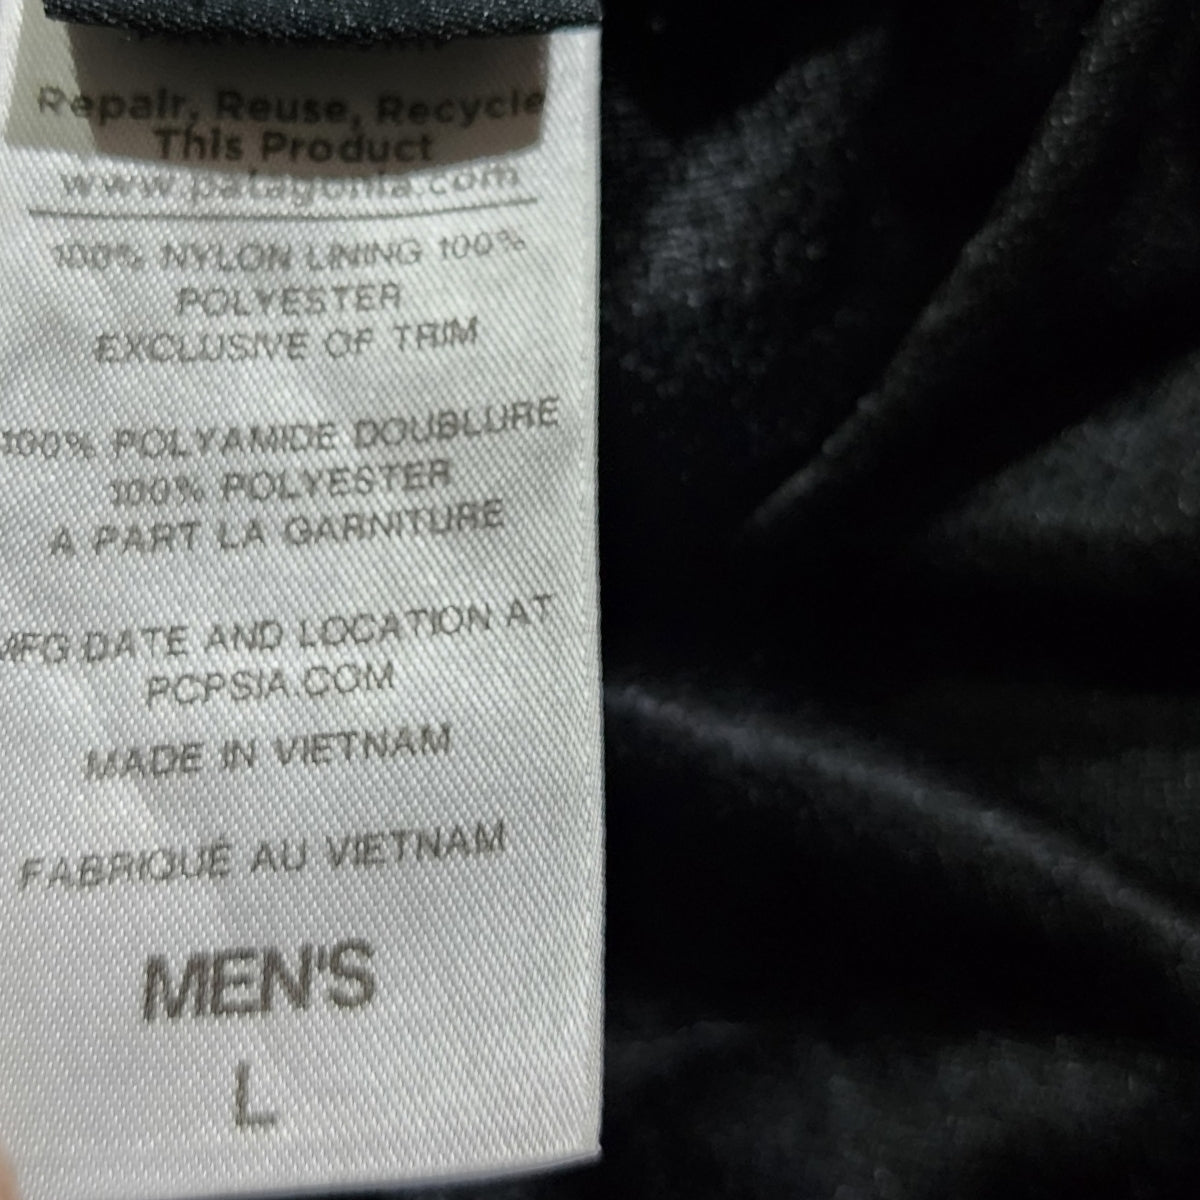 Repair, Reuse, Recycle
This Product
www.patagonia.com
100% NYLON LINING 100%
POLYESTER
EXCLUSIVE OF TRIM
100% POLYAMIDE DOUBLURE
100% POLYESTER
A PART LA GARNITURE
MFG DATE AND LOCATION AT
PCPSIA.COM
MADE IN VIETNAM
FABRIQUÉ AU VIETNAM
MEN'S
L